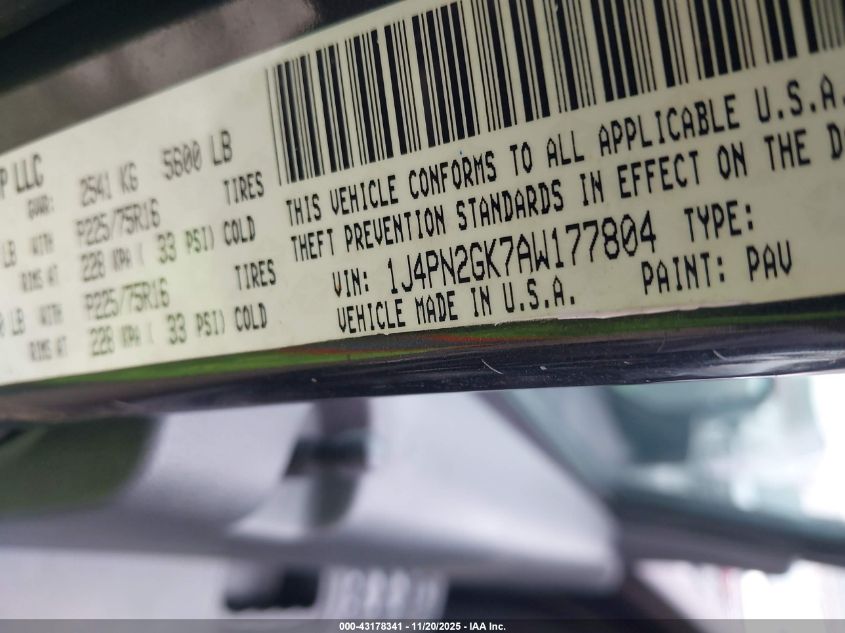 P LLC
GVWR: 2541 KG 5600 LB
LB WITH P225/75R16 TIRES
RIMS AT 228 KPA ( 33 PSI) COLD
LB WITH P225/75R16 TIRES
RIMS AT 228 KPA ( 33 PSI) COLD
THIS VEHICLE CONFORMS TO ALL APPLICABLE U.S.A.
THEFT PREVENTION STANDARDS IN EFFECT ON THE D
VIN: 1J4PN2GK7AW177804 TYPE:
VEHICLE MADE IN U.S.A. PAINT: PAV
000-43178341 - 11/20/2025 - IAA Inc.